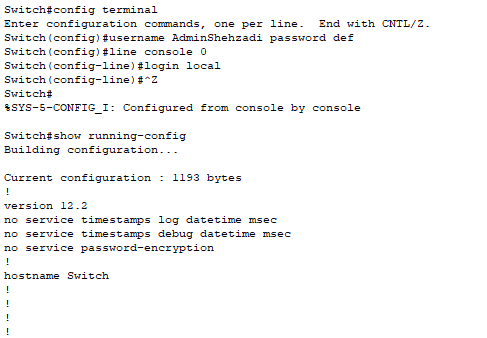 Switch#config terminal
Enter configuration commands, one per line.  End with CNTL/Z.
Switch(config)#username AdminShehzadi password def
Switch(config)#line console 0
Switch(config-line)#login local
Switch(config-line)#^Z
Switch#
%SYS-5-CONFIG_I: Configured from console by console
Switch#show running-config
Building configuration...
Current configuration : 1193 bytes
!
version 12.2
no service timestamps log datetime msec
no service timestamps debug datetime msec
no service password-encryption
!
hostname Switch
!
!
!
!